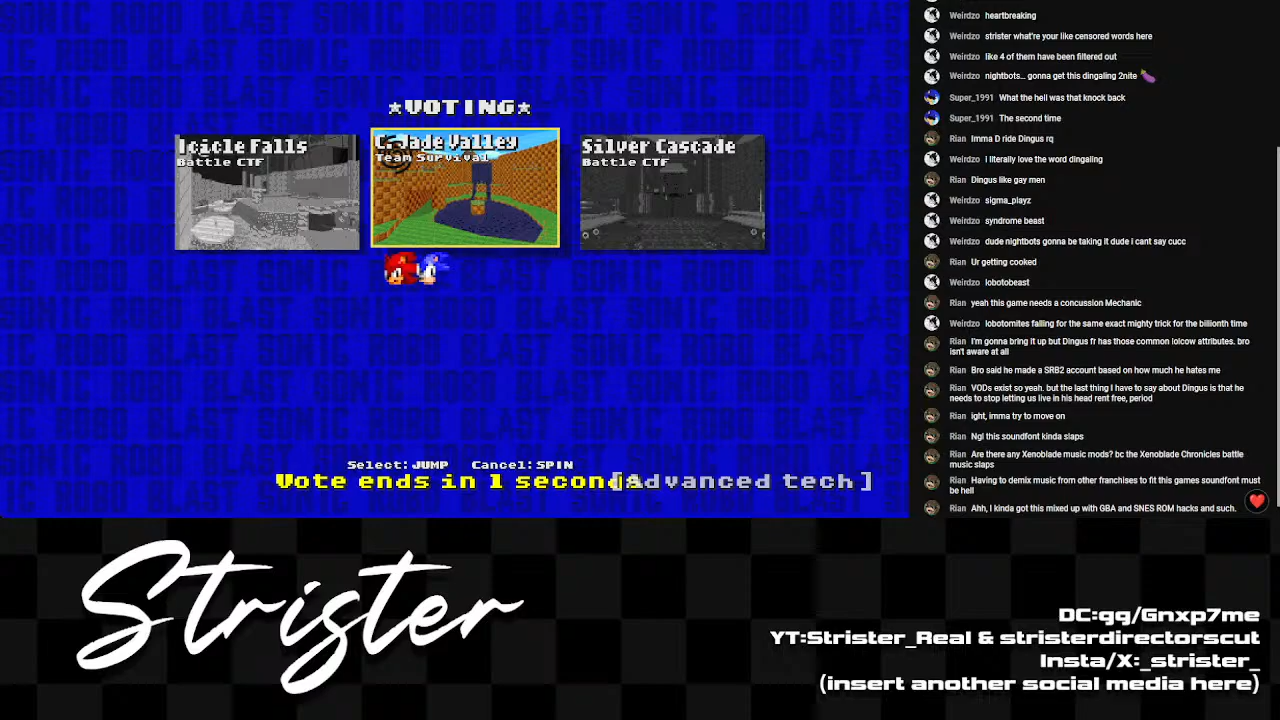 ★VOTING★
Icicle Falls
Battle CTF
C. Jade Valley
Team Survival
Silver Cascade
Battle CTF
Select:JUMP Cancel:SPIN
Vote ends in 1 second
[Advanced tech]
Weirdzo heartbreaking
Weirdzo strister what're your like censored words here
Weirdzo like 4 of them have been filtered out
Weirdzo nightbots... gonna get this dingaling 2nite 🍆
Super_1991 What the hell was that knock back
Super_1991 The second time
Rian Imma D ride Dingus rq
Weirdzo I literally love the word dingaling
Rian Dingus like gay men
Weirdzo sigma_playz
Weirdzo syndrome beast
Weirdzo dude nightbots gonna be taking it dude i cant say cucc
Rian Ur getting cooked
Weirdzo lobotobeast
Rian yeah this game needs a concussion Mechanic
Weirdzo lobotomites falling for the same exact mighty trick for the billionth time
Rian I'm gonna bring it up but Dingus fr has those common lolcow attributes. bro
isn't aware at all
Rian Bro said he made a SRB2 account based on how much he hates me
Rian VODs exist so yeah. but the last thing I have to say about Dingus is that he
needs to stop letting us live in his head rent free, period
Rian ight, imma try to move on
Rian Ngl this soundfont kinda slaps
Rian Are there any Xenoblade music mods? bc the Xenoblade Chronicles battle
music slaps
Rian Having to demix music from other franchises to fit this games soundfont must
be hell
Rian Ahh, I kinda got this mixed up with GBA and SNES ROM hacks and such.
Strister
DC:gg/Gnxp7me
YT:Strister_Real & stristerdirectorscut
Insta/X:_strister_
(insert another social media here)